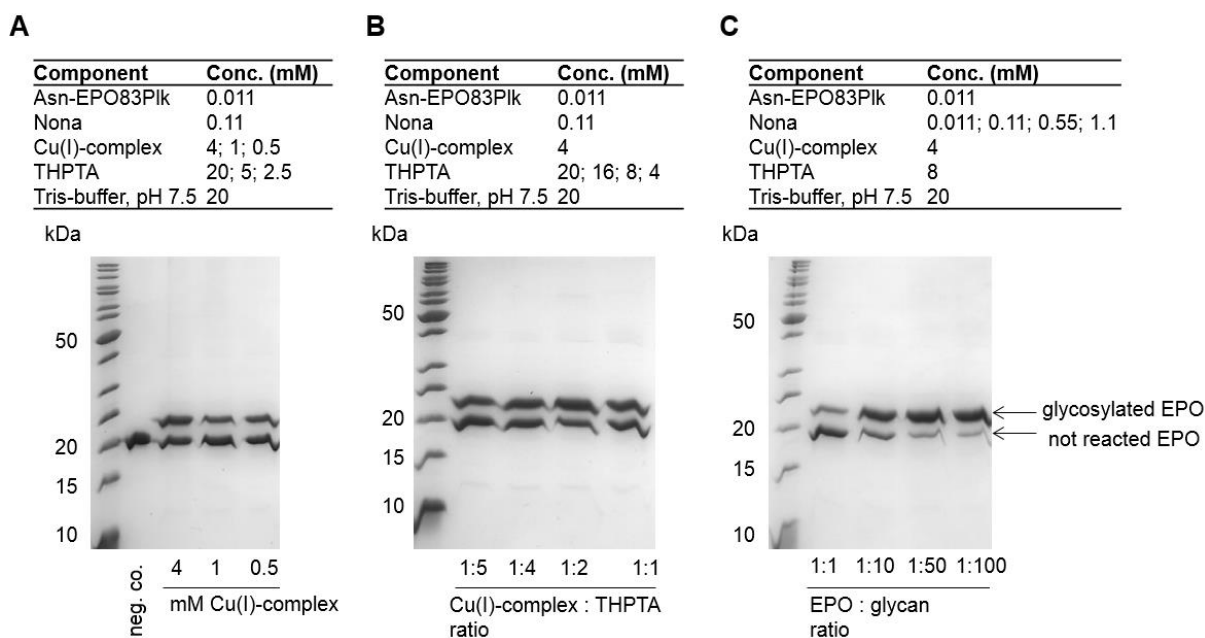 A
Component Conc. (mM)
Asn-EPO83Plk 0.011
Nona 0.11
Cu(I)-complex 4; 1; 0.5
THPTA 20; 5; 2.5
Tris-buffer, pH 7.5 20
kDa
50
20
15
10
neg. co.
4 1 0.5
mM Cu(I)-complex
B
Component Conc. (mM)
Asn-EPO83Plk 0.011
Nona 0.11
Cu(I)-complex 4
THPTA 20; 16; 8; 4
Tris-buffer, pH 7.5 20
kDa
50
20
15
10
1:5 1:4 1:2 1:1
Cu(I)-complex : THPTA
ratio
C
Component Conc. (mM)
Asn-EPO83Plk 0.011
Nona 0.011; 0.11; 0.55; 1.1
Cu(I)-complex 4
THPTA 8
Tris-buffer, pH 7.5 20
kDa
50
20
15
10
glycosylated EPO
not reacted EPO
1:1 1:10 1:50 1:100
EPO : glycan
ratio